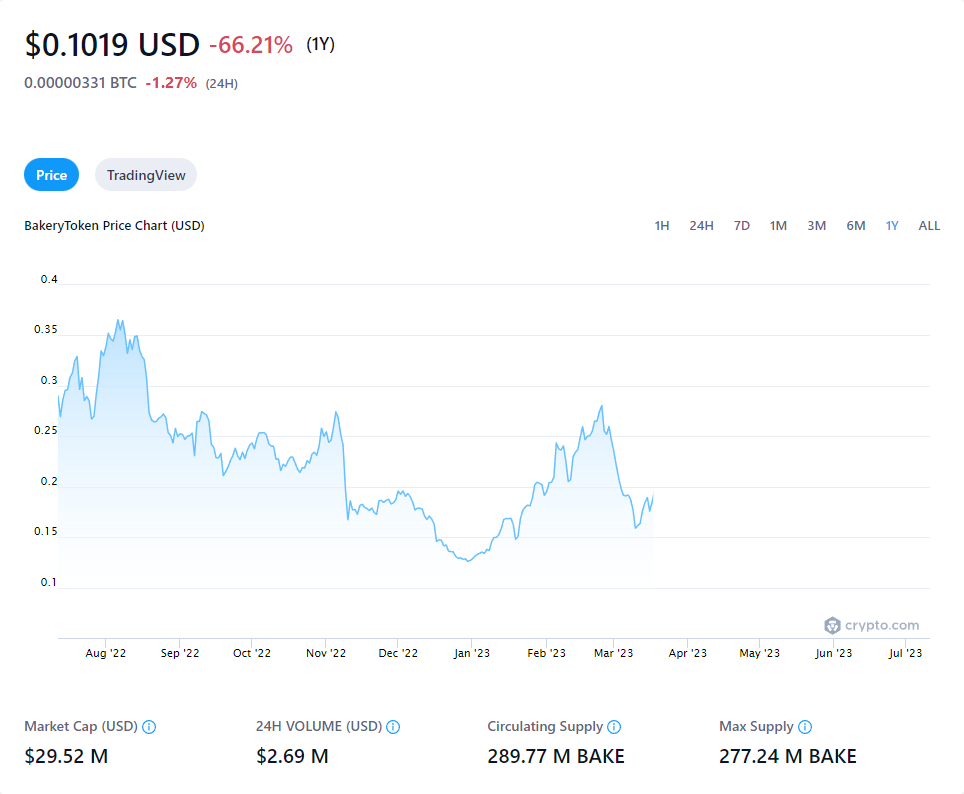 $0.1019 USD -66.21% (1Y)
0.00000331 BTC -1.27% (24H)
Price TradingView
BakeryToken Price Chart (USD) 1H 24H 7D 1M 3M 6M 1Y ALL
0.4
0.35
0.3
0.25
0.2
0.15
0.1
crypto.com
Aug '22 Sep '22 Oct '22 Nov '22 Dec '22 Jan '23 Feb '23 Mar '23 Apr '23 May '23 Jun '23 Jul '23
Market Cap (USD) 24H VOLUME (USD) Circulating Supply Max Supply
$29.52 M $2.69 M 289.77 M BAKE 277.24 M BAKE